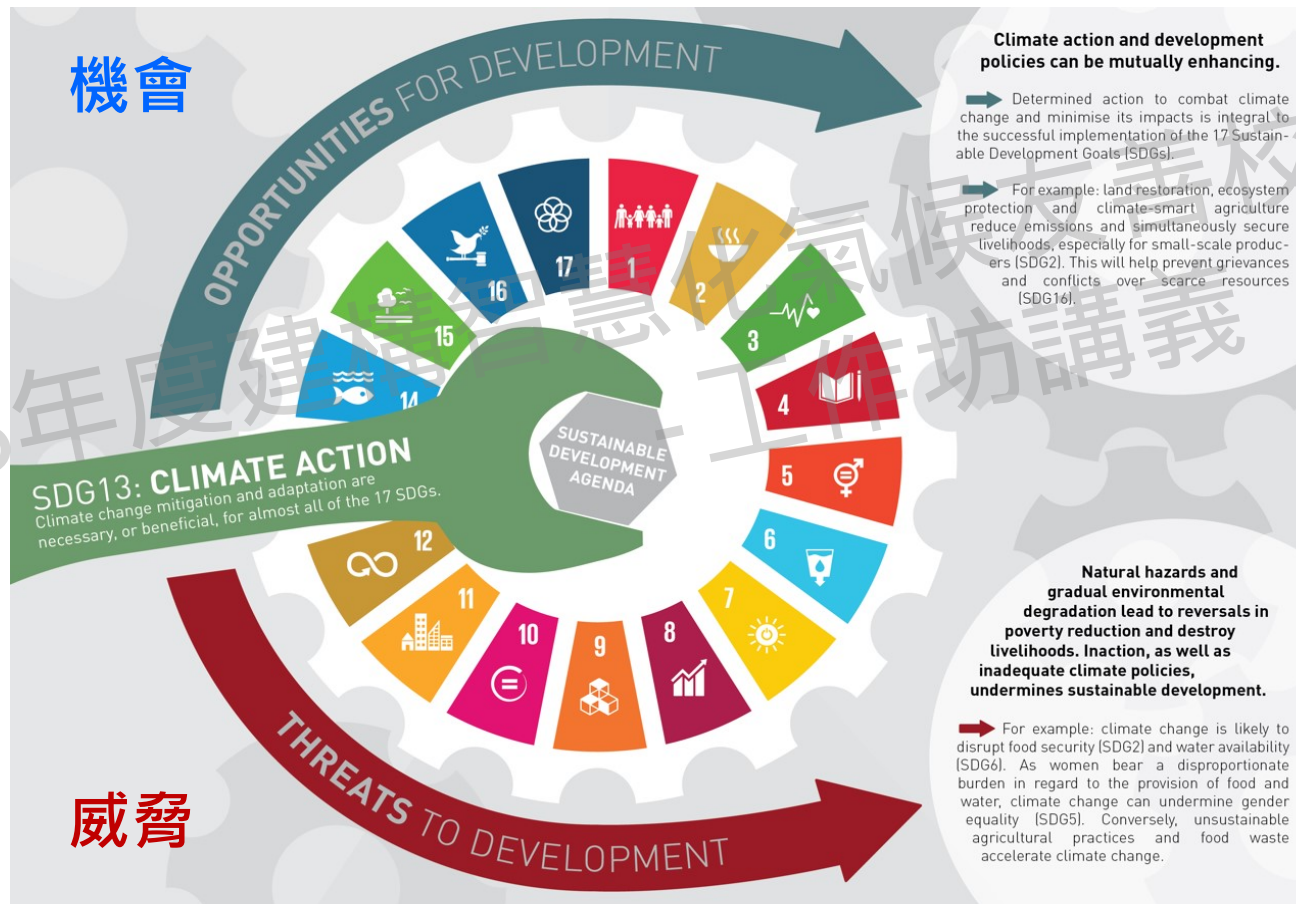 機會
OPPORTUNITIES FOR DEVELOPMENT
Climate action and development
policies can be mutually enhancing.
Determined action to combat climate
change and minimise its impacts is integral to
the successful implementation of the 17 Sustain-
able Development Goals (SDGs).
For example: land restoration, ecosystem
protection and climate-smart agriculture
reduce emissions and simultaneously secure
livelihoods, especially for small-scale produc-
ers (SDG2). This will help prevent grievances
and conflicts over scarce resources
(SDG16).
年度建構智慧化氣候友善校
- 工作坊講義
1
2
3
4
5
6
7
8
9
10
11
12
14
15
16
17
SUSTAINABLE
DEVELOPMENT
AGENDA
SDG13: CLIMATE ACTION
Climate change mitigation and adaptation are
necessary, or beneficial, for almost all of the 17 SDGs.
Natural hazards and
gradual environmental
degradation lead to reversals in
poverty reduction and destroy
livelihoods. Inaction, as well as
inadequate climate policies,
undermines sustainable development.
For example: climate change is likely to
disrupt food security (SDG2) and water availability
(SDG6). As women bear a disproportionate
burden in regard to the provision of food and
water, climate change can undermine gender
equality (SDG5). Conversely, unsustainable
agricultural practices and food waste
accelerate climate change.
威脅
THREATS TO DEVELOPMENT